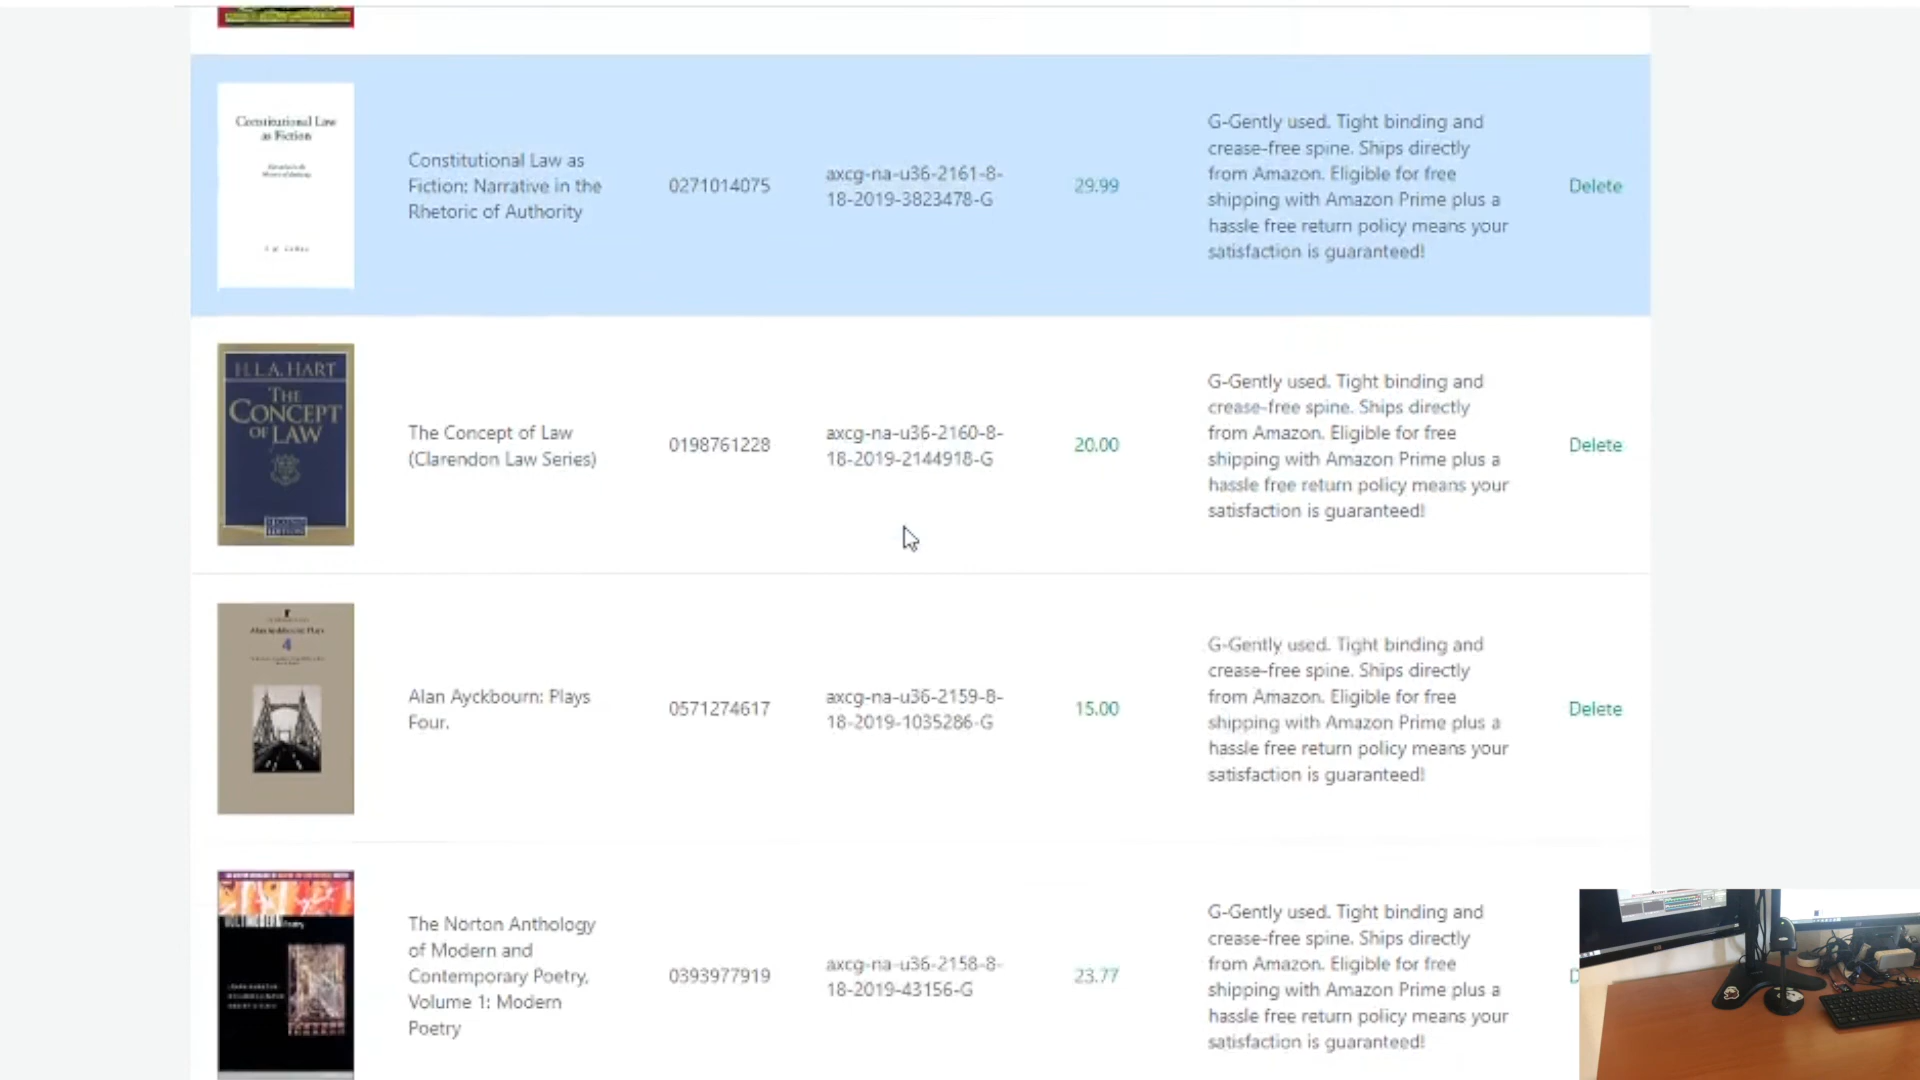 Constitutional Law
as Fiction
Constitutional Law as
Fiction: Narrative in the
Rhetoric of Authority
0271014075
axcg-na-u36-2161-8-
18-2019-3823478-G
29.99
G-Gently used. Tight binding and
crease-free spine. Ships directly
from Amazon. Eligible for free
shipping with Amazon Prime plus a
hassle free return policy means your
satisfaction is guaranteed!
Delete
H.L.A. HART
THE
CONCEPT
OF LAW
SECOND
EDITION
The Concept of Law
(Clarendon Law Series)
0198761228
axcg-na-u36-2160-8-
18-2019-2144918-G
20.00
G-Gently used. Tight binding and
crease-free spine. Ships directly
from Amazon. Eligible for free
shipping with Amazon Prime plus a
hassle free return policy means your
satisfaction is guaranteed!
Delete
Alan Ayckbourn: Plays
4
Alan Ayckbourn: Plays
Four.
0571274617
axcg-na-u36-2159-8-
18-2019-1035286-G
15.00
G-Gently used. Tight binding and
crease-free spine. Ships directly
from Amazon. Eligible for free
shipping with Amazon Prime plus a
hassle free return policy means your
satisfaction is guaranteed!
Delete
Poetry
The Norton Anthology
of Modern and
Contemporary Poetry,
Volume 1: Modern
Poetry
0393977919
axcg-na-u36-2158-8-
18-2019-43156-G
23.77
G-Gently used. Tight binding and
crease-free spine. Ships directly
from Amazon. Eligible for free
shipping with Amazon Prime plus a
hassle free return policy means your
satisfaction is guaranteed!